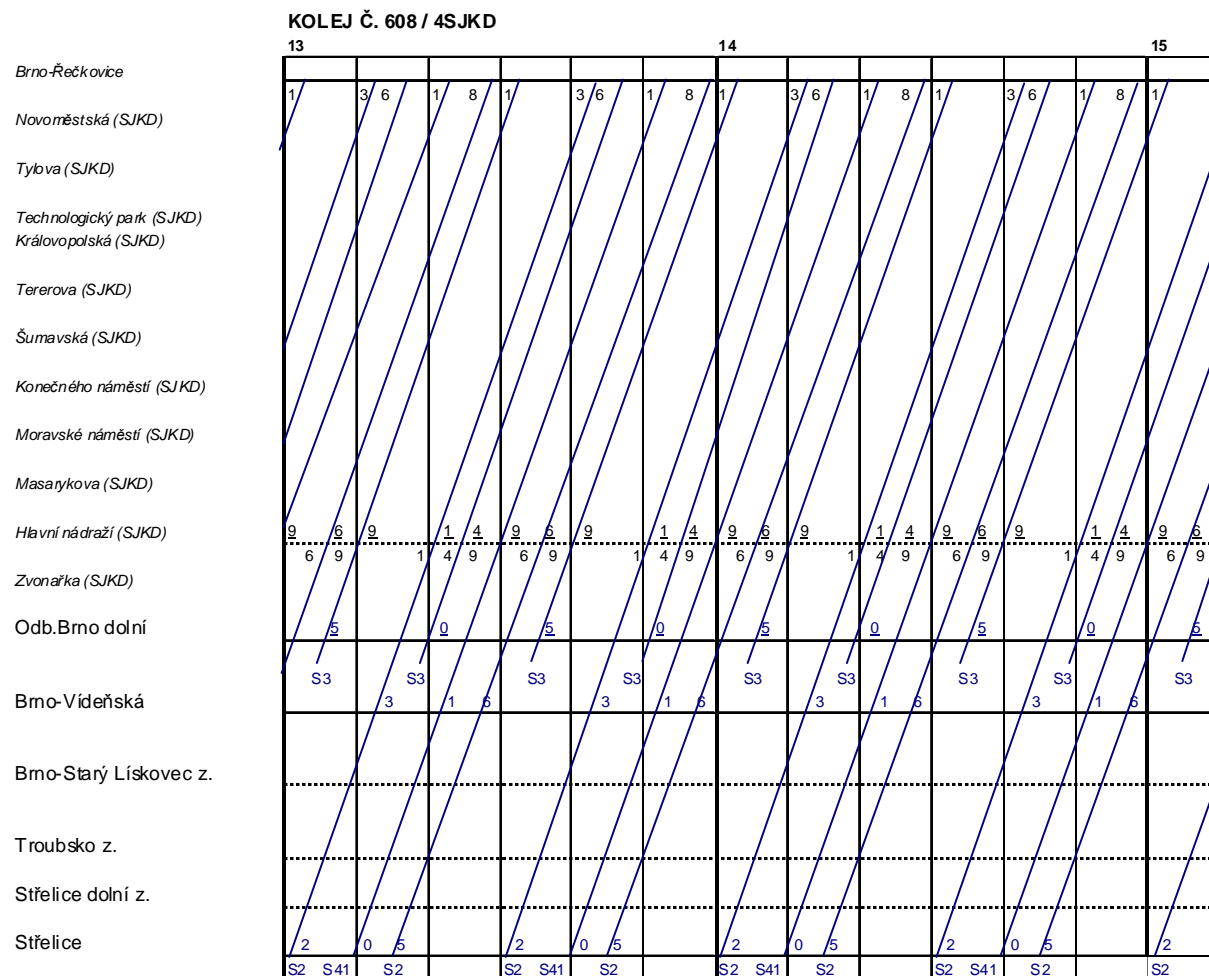 KOLEJ Č. 608 / 4SJKD
13 14 15
Brno-Řečkovice
1 3 6 1 8 1 3 6 1 8 1 3 6 1 8 1 3 6 1 8 1
Novoměstská (SJKD)
Tylova (SJKD)
Technologický park (SJKD)
Královopolská (SJKD)
Tererova (SJKD)
Šumavská (SJKD)
Konečného náměstí (SJKD)
Moravské náměstí (SJKD)
Masarykova (SJKD)
Hlavní nádraží (SJKD) 9 6 9 1 4 9 6 9 1 4 9 6 9 1 4 9 6 9 1 4 9 6
6 9 1 4 9 6 9 1 4 9 6 9 1 4 9 6 9 1 4 9 6 9
Zvonařka (SJKD)
Odb.Brno dolní 5 0 5 0 5 0 5 0 5
S3 S3 S3 S3 S3 S3 S3 S3 S3
Brno-Vídeňská 3 1 6 3 1 6 3 1 6 3 1 6
Brno-Starý Lískovec z.
Troubsko z.
Střelice dolní z.
Střelice 2 0 5 2 0 5 2 0 5 2 0 5 2
S2 S41 S2 S2 S41 S2 S2 S41 S2 S2 S41 S2 S2